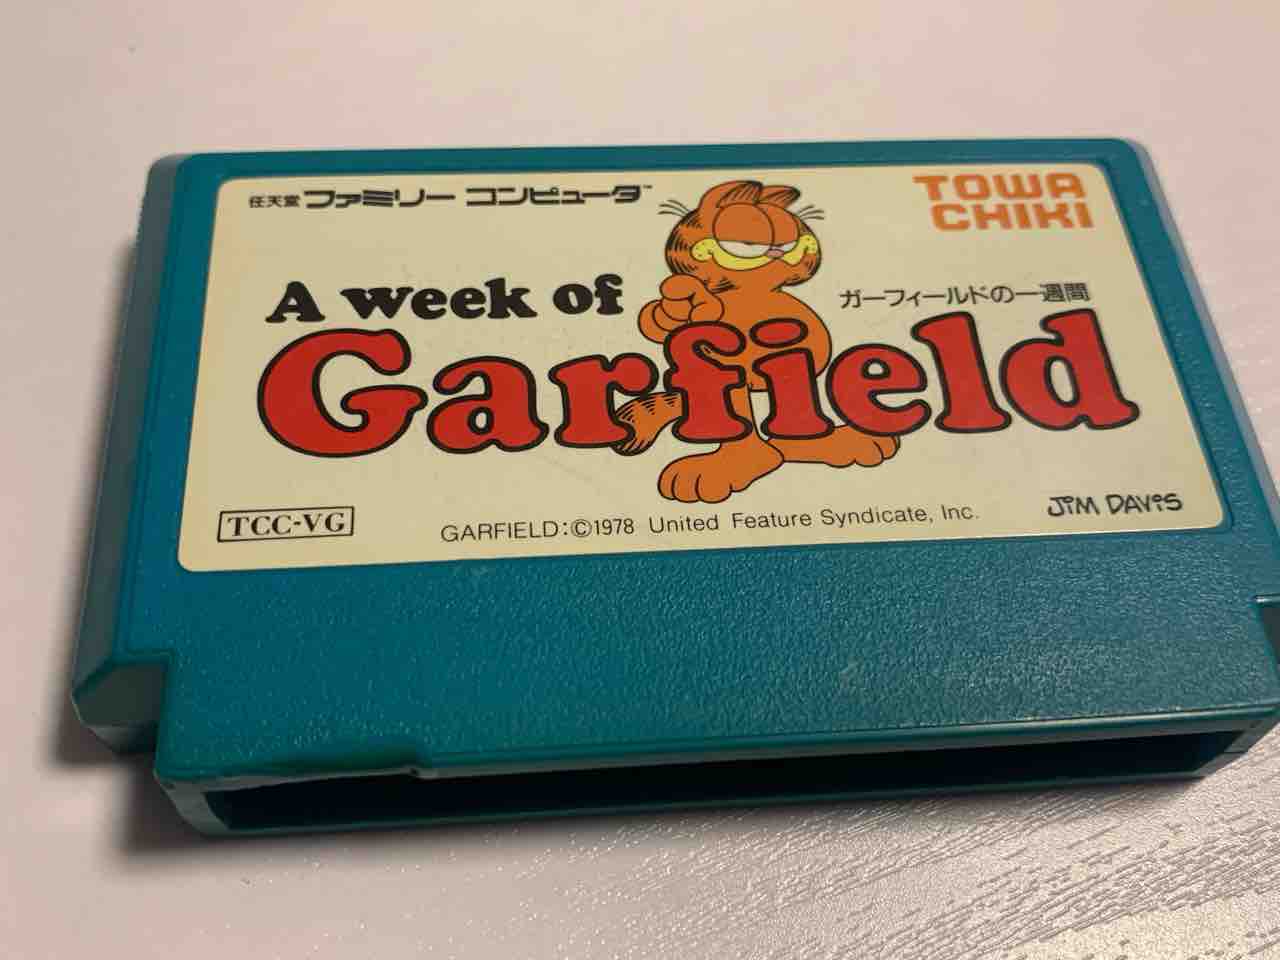 任天堂 ファミリー コンピュータ™
TOWA
CHIKI
A week of
ガーフィールドの一週間
Garfield
TCC-VG
GARFIELD:©1978 United Feature Syndicate, Inc.
JIM DAVIS